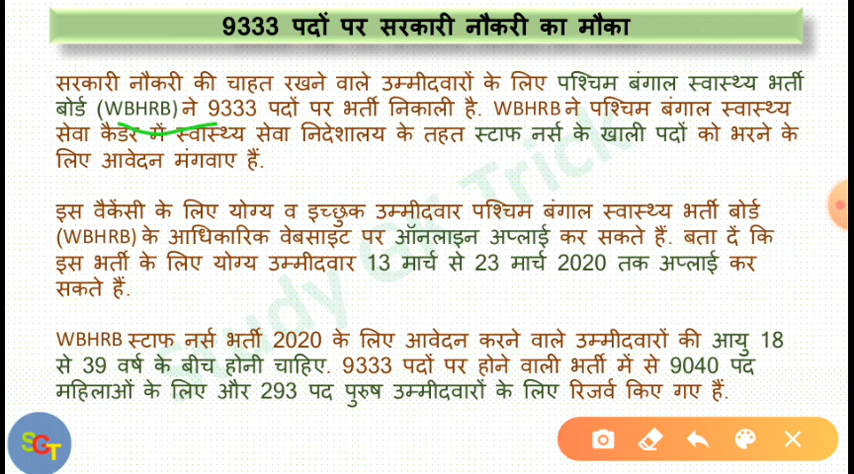 9333 पदों पर सरकारी नौकरी का मौका
सरकारी नौकरी की चाहत रखने वाले उम्मीदवारों के लिए पश्चिम बंगाल स्वास्थ्य भर्ती
बोर्ड (WBHRB) ने 9333 पदों पर भर्ती निकाली है. WBHRB ने पश्चिम बंगाल स्वास्थ्य
सेवा कैडर में स्वास्थ्य सेवा निदेशालय के तहत स्टाफ नर्स के खाली पदों को भरने के
लिए आवेदन मंगवाए हैं.
इस वैकेंसी के लिए योग्य व इच्छुक उम्मीदवार पश्चिम बंगाल स्वास्थ्य भर्ती बोर्ड
(WBHRB) के आधिकारिक वेबसाइट पर ऑनलाइन अप्लाई कर सकते हैं. बता दें कि
इस भर्ती के लिए योग्य उम्मीदवार 13 मार्च से 23 मार्च 2020 तक अप्लाई कर
सकते हैं.
WBHRB स्टाफ नर्स भर्ती 2020 के लिए आवेदन करने वाले उम्मीदवारों की आयु 18
से 39 वर्ष के बीच होनी चाहिए. 9333 पदों पर होने वाली भर्ती में से 9040 पद
महिलाओं के लिए और 293 पद पुरुष उम्मीदवारों के लिए रिजर्व किए गए हैं.
Study GK Trick
SGT